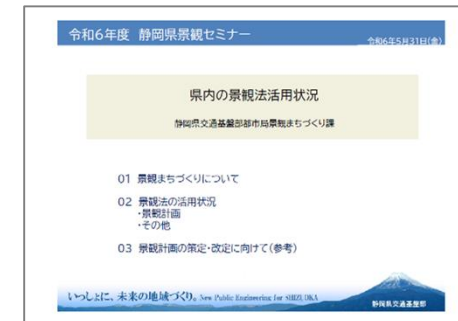 令和6年度 静岡県景観セミナー
令和6年5月31日(金)
県内の景観法活用状況
静岡県交通基盤部都市局景観まちづくり課
01 景観まちづくりについて
02 景観法の活用状況
・景観計画
・その他
03 景観計画の策定・改定に向けて(参考)
いっしょに、未来の地域づくり。 New Public Engineering for SHIZUOKA
静岡県交通基盤部